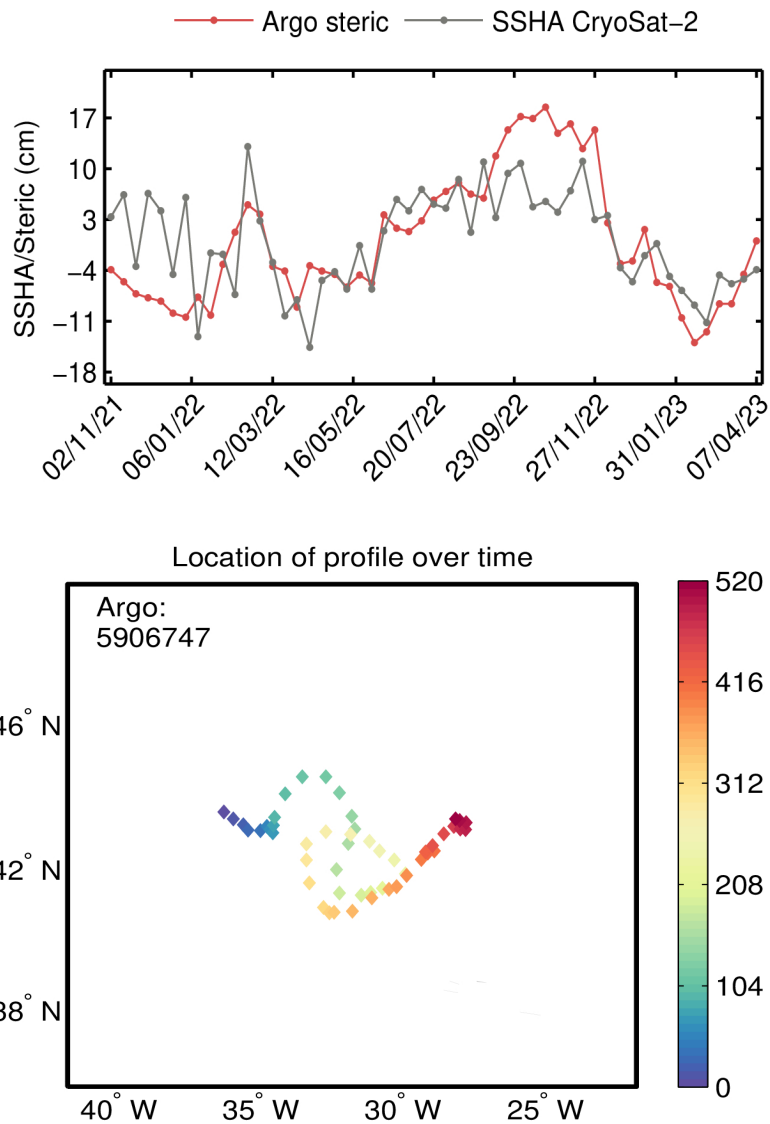 Argo steric SSHA CryoSat−2
SSHA/Steric (cm)
17
10
3
−4
−11
−18
02/11/21 06/01/22 12/03/22 16/05/22 20/07/22 23/09/22 27/11/22 31/01/23 07/04/23
Location of profile over time
Argo:
5906747
46° N
42° N
38° N
40° W 35° W 30° W 25° W
520
416
312
208
104
0